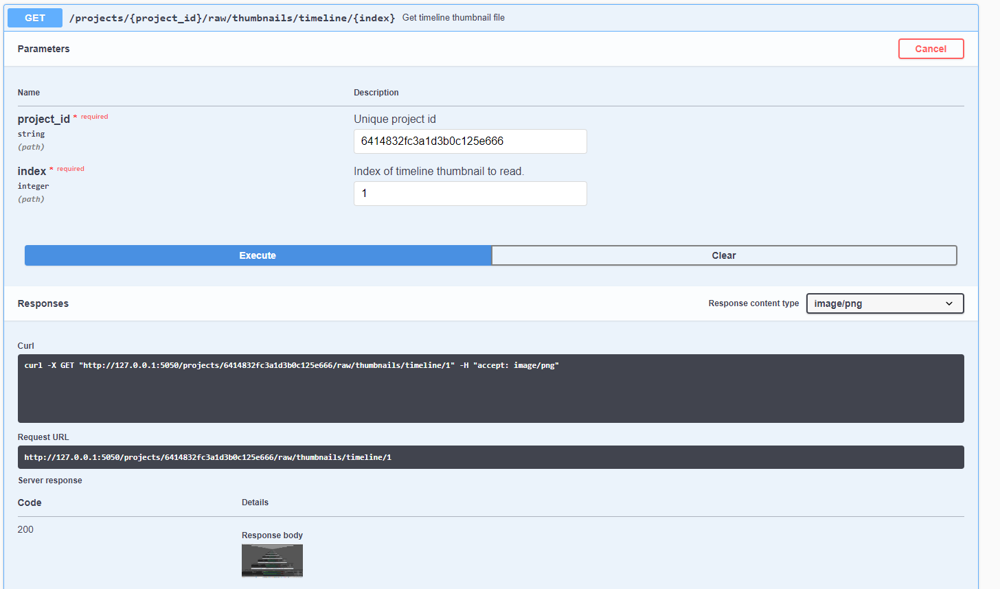 GET /projects/{project_id}/raw/thumbnails/timeline/{index} Get timeline thumbnail file
Parameters Cancel
Name Description
project_id * required Unique project id
string 6414832fc3a1d3b0c125e666
(path)
index * required Index of timeline thumbnail to read.
integer 1
(path)
Execute Clear
Responses Response content type image/png
Curl
curl -X GET "http://127.0.0.1:5050/projects/6414832fc3a1d3b0c125e666/raw/thumbnails/timeline/1" -H "accept: image/png"
Request URL
http://127.0.0.1:5050/projects/6414832fc3a1d3b0c125e666/raw/thumbnails/timeline/1
Server response
Code Details
200
Response body